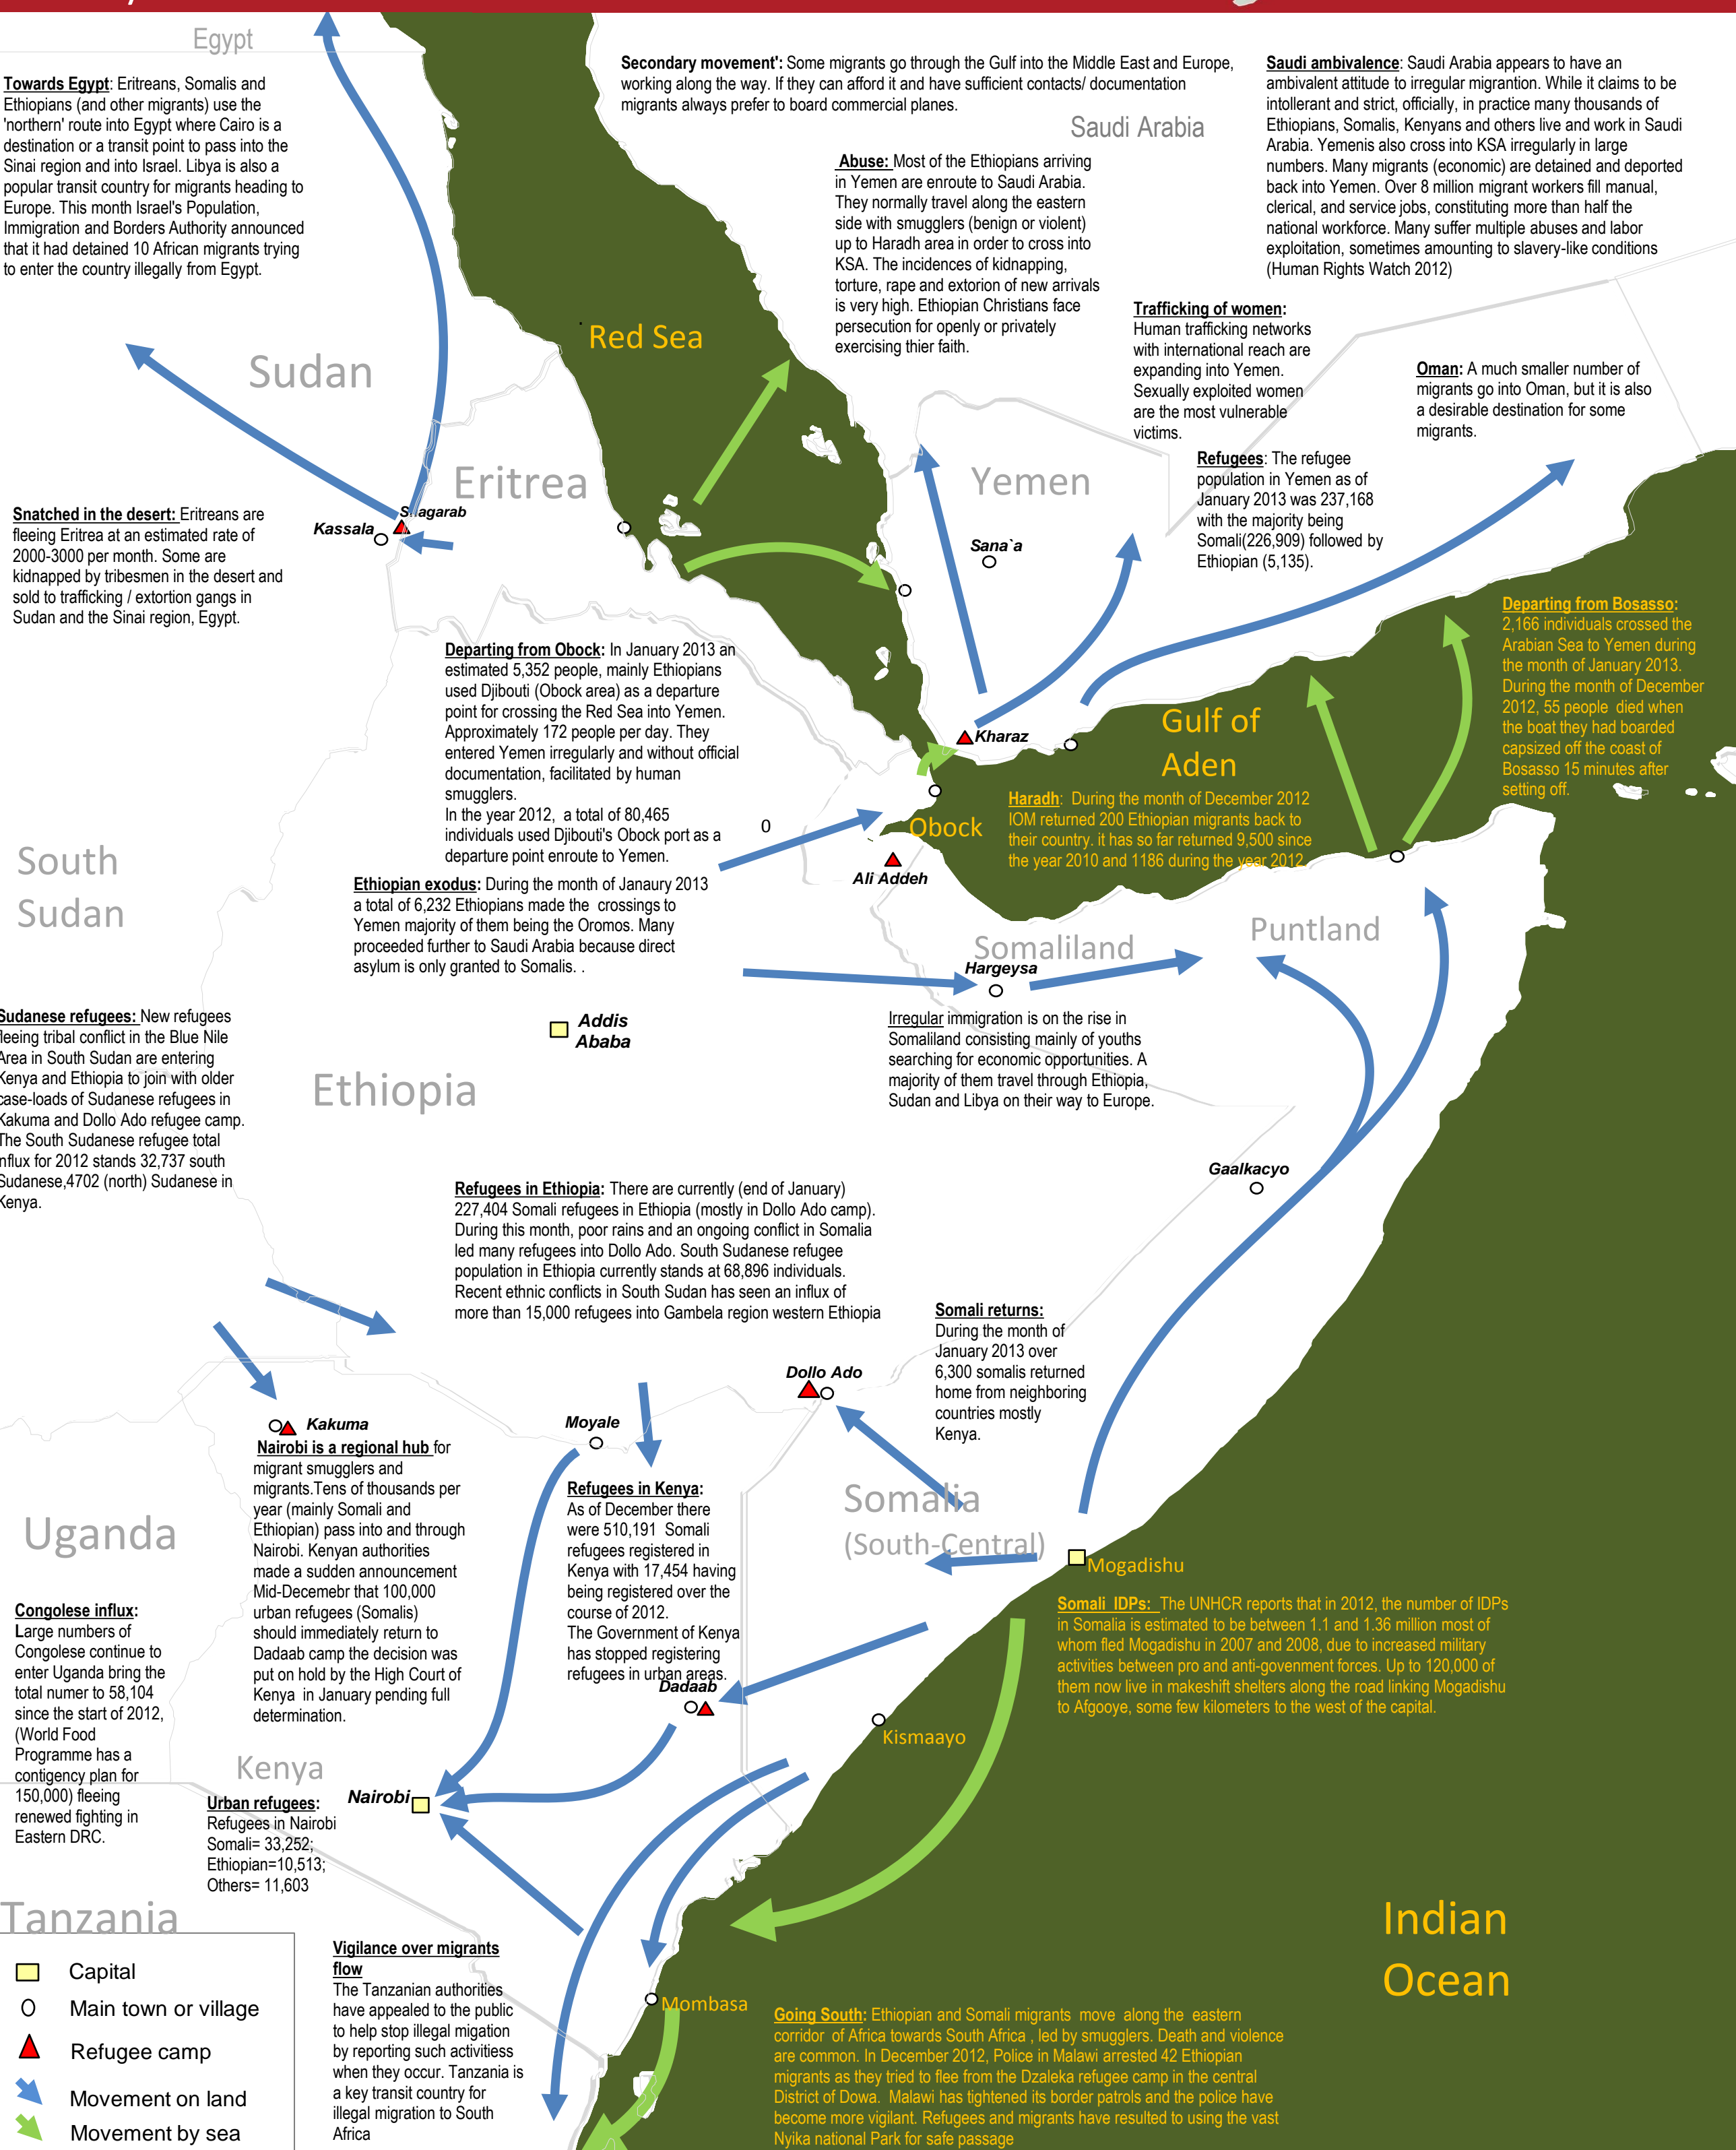 Egypt
Towards Egypt: Eritreans, Somalis and
Ethiopians (and other migrants) use the
'northern' route into Egypt where Cairo is a
destination or a transit point to pass into the
Sinai region and into Israel. Libya is also a
popular transit country for migrants heading to
Europe. This month Israel's Population,
Immigration and Borders Authority announced
that it had detained 10 African migrants trying
to enter the country illegally from Egypt.
Secondary movement': Some migrants go through the Gulf into the Middle East and Europe,
working along the way. If they can afford it and have sufficient contacts/ documentation
migrants always prefer to board commercial planes.
Saudi Arabia
Saudi ambivalence: Saudi Arabia appears to have an
ambivalent attitude to irregular migrantion. While it claims to be
intollerant and strict, officially, in practice many thousands of
Ethiopians, Somalis, Kenyans and others live and work in Saudi
Arabia. Yemenis also cross into KSA irregularly in large
numbers. Many migrants (economic) are detained and deported
back into Yemen. Over 8 million migrant workers fill manual,
clerical, and service jobs, constituting more than half the
national workforce. Many suffer multiple abuses and labor
exploitation, sometimes amounting to slavery-like conditions
(Human Rights Watch 2012)
Abuse: Most of the Ethiopians arriving
in Yemen are enroute to Saudi Arabia.
They normally travel along the eastern
side with smugglers (benign or violent)
up to Haradh area in order to cross into
KSA. The incidences of kidnapping,
torture, rape and extorion of new arrivals
is very high. Ethiopian Christians face
persecution for openly or privately
exercising thier faith.
Trafficking of women:
Human trafficking networks
with international reach are
expanding into Yemen.
Sexually exploited women
are the most vulnerable
victims.
Oman: A much smaller number of
migrants go into Oman, but it is also
a desirable destination for some
migrants.
Red Sea
Sudan
Eritrea
Yemen
Refugees: The refugee
population in Yemen as of
January 2013 was 237,168
with the majority being
Somali(226,909) followed by
Ethiopian (5,135).
Snatched in the desert: Eritreans are
fleeing Eritrea at an estimated rate of
2000-3000 per month. Some are
kidnapped by tribesmen in the desert and
sold to trafficking / extortion gangs in
Sudan and the Sinai region, Egypt.
Shagarab
Kassala
Sana`a
Departing from Bosasso:
2,166 individuals crossed the
Arabian Sea to Yemen during
the month of January 2013.
During the month of December
2012, 55 people died when
the boat they had boarded
capsized off the coast of
Bosasso 15 minutes after
setting off.
Departing from Obock: In January 2013 an
estimated 5,352 people, mainly Ethiopians
used Djibouti (Obock area) as a departure
point for crossing the Red Sea into Yemen.
Approximately 172 people per day. They
entered Yemen irregularly and without official
documentation, facilitated by human
smugglers.
In the year 2012, a total of 80,465
individuals used Djibouti's Obock port as a
departure point enroute to Yemen.
0
Kharaz
Gulf of
Aden
Haradh: During the month of December 2012
IOM returned 200 Ethiopian migrants back to
their country. it has so far returned 9,500 since
the year 2010 and 1186 during the year 2012
Obock
Ali Addeh
South
Sudan
Ethiopian exodus: During the month of Janaury 2013
a total of 6,232 Ethiopians made the crossings to
Yemen majority of them being the Oromos. Many
proceeded further to Saudi Arabia because direct
asylum is only granted to Somalis. .
Somaliland
Puntland
Hargeysa
Irregular immigration is on the rise in
Somaliland consisting mainly of youths
searching for economic opportunities. A
majority of them travel through Ethiopia,
Sudan and Libya on their way to Europe.
Addis
Ababa
Ethiopia
Sudanese refugees: New refugees
fleeing tribal conflict in the Blue Nile
Area in South Sudan are entering
Kenya and Ethiopia to join with older
case-loads of Sudanese refugees in
Kakuma and Dollo Ado refugee camp.
The South Sudanese refugee total
influx for 2012 stands 32,737 south
Sudanese,4702 (north) Sudanese in
Kenya.
Gaalkacyo
Refugees in Ethiopia: There are currently (end of January)
227,404 Somali refugees in Ethiopia (mostly in Dollo Ado camp).
During this month, poor rains and an ongoing conflict in Somalia
led many refugees into Dollo Ado. South Sudanese refugee
population in Ethiopia currently stands at 68,896 individuals.
Recent ethnic conflicts in South Sudan has seen an influx of
more than 15,000 refugees into Gambela region western Ethiopia
Somali returns:
During the month of
January 2013 over
6,300 somalis returned
home from neighboring
countries mostly
Kenya.
Dollo Ado
Moyale
Kakuma
Nairobi is a regional hub for
migrant smugglers and
migrants.Tens of thousands per
year (mainly Somali and
Ethiopian) pass into and through
Nairobi. Kenyan authorities
made a sudden announcement
Mid-Decemebr that 100,000
urban refugees (Somalis)
should immediately return to
Dadaab camp the decision was
put on hold by the High Court of
Kenya in January pending full
determination.
Refugees in Kenya:
As of December there
were 510,191 Somali
refugees registered in
Kenya with 17,454 having
being registered over the
course of 2012.
The Government of Kenya
has stopped registering
refugees in urban areas.
Somalia
(South-Central)
Mogadishu
Uganda
Congolese influx:
Large numbers of
Congolese continue to
enter Uganda bring the
total numer to 58,104
since the start of 2012,
(World Food
Programme has a
contigency plan for
150,000) fleeing
renewed fighting in
Eastern DRC.
Somali IDPs: The UNHCR reports that in 2012, the number of IDPs
in Somalia is estimated to be between 1.1 and 1.36 million most of
whom fled Mogadishu in 2007 and 2008, due to increased military
activities between pro and anti-govenment forces. Up to 120,000 of
them now live in makeshift shelters along the road linking Mogadishu
to Afgooye, some few kilometers to the west of the capital.
Dadaab
Kismaayo
Kenya
Nairobi
Urban refugees:
Refugees in Nairobi
Somali= 33,252;
Ethiopian=10,513;
Others= 11,603
Tanzania
Indian
Ocean
Capital
Main town or village
Refugee camp
Movement on land
Movement by sea
Vigilance over migrants
flow
The Tanzanian authorities
have appealed to the public
to help stop illegal migation
by reporting such activitiess
when they occur. Tanzania is
a key transit country for
illegal migration to South
Africa
Mombasa
Going South: Ethiopian and Somali migrants move along the eastern
corridor of Africa towards South Africa , led by smugglers. Death and violence
are common. In December 2012, Police in Malawi arrested 42 Ethiopian
migrants as they tried to flee from the Dzaleka refugee camp in the central
District of Dowa. Malawi has tightened its border patrols and the police have
become more vigilant. Refugees and migrants have resulted to using the vast
Nyika national Park for safe passage